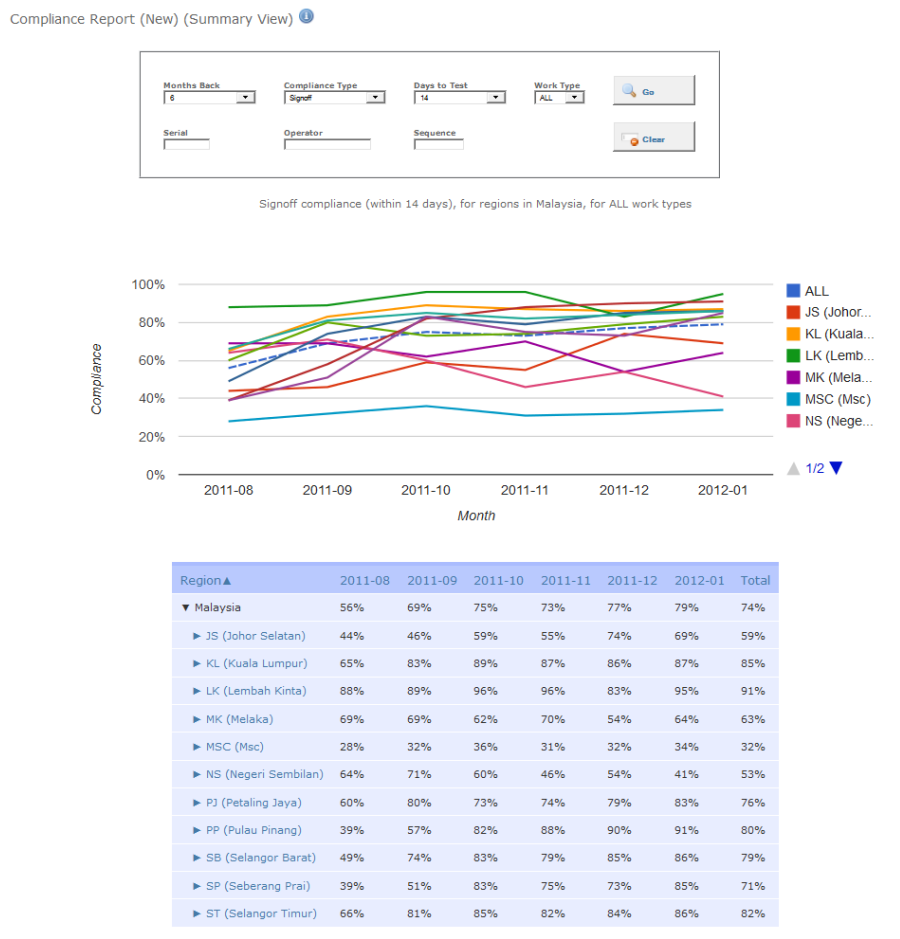 Compliance Report (New) (Summary View)
Months Back Compliance Type Days to Test Work Type
6 Signoff 14 ALL Go
Serial Operator Sequence
Clear
Signoff compliance (within 14 days), for regions in Malaysia, for ALL work types
100%
80%
60%
40%
20%
0%
Compliance
2011-08 2011-09 2011-10 2011-11 2011-12 2012-01
Month
ALL
JS (Johor...
KL (Kuala...
LK (Lemb...
MK (Mela...
MSC (Msc)
NS (Nege...
1/2
Region▲ 2011-08 2011-09 2011-10 2011-11 2011-12 2012-01 Total
▼ Malaysia 56% 69% 75% 73% 77% 79% 74%
► JS (Johor Selatan) 44% 46% 59% 55% 74% 69% 59%
► KL (Kuala Lumpur) 65% 83% 89% 87% 86% 87% 85%
► LK (Lembah Kinta) 88% 89% 96% 96% 83% 95% 91%
► MK (Melaka) 69% 69% 62% 70% 54% 64% 63%
► MSC (Msc) 28% 32% 36% 31% 32% 34% 32%
► NS (Negeri Sembilan) 64% 71% 60% 46% 54% 41% 53%
► PJ (Petaling Jaya) 60% 80% 73% 74% 79% 83% 76%
► PP (Pulau Pinang) 39% 57% 82% 88% 90% 91% 80%
► SB (Selangor Barat) 49% 74% 83% 79% 85% 86% 79%
► SP (Seberang Prai) 39% 51% 83% 75% 73% 85% 71%
► ST (Selangor Timur) 66% 81% 85% 82% 84% 86% 82%